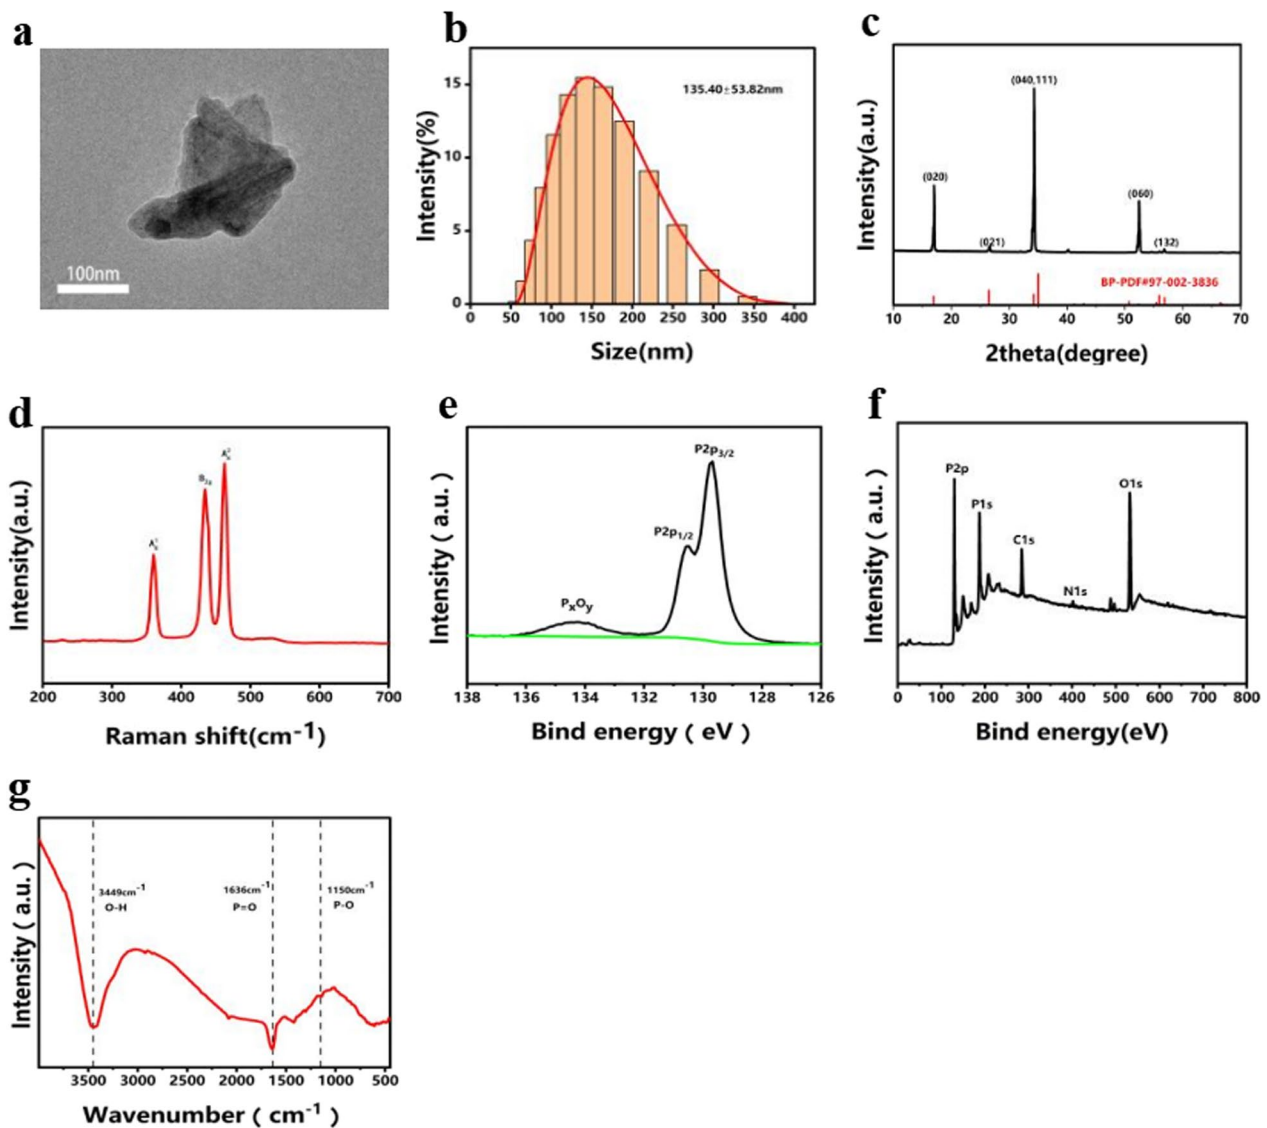 a
100nm
b
135.40±53.82nm
15
10
5
0
0 50 100 150 200 250 300 350 400
Intensity(%)
Size(nm)
c
(040,111)
(020)
(021)
(060)
(132)
BP-PDF#97-002-3836
10 20 30 40 50 60 70
Intensity(a.u.)
2theta(degree)
d
B2g
200 300 400 500 600 700
Intensity(a.u.)
Raman shift(cm-1)
e
P2p3/2
P2p1/2
PxOy
138 136 134 132 130 128 126
Intensity ( a.u. )
Bind energy ( eV )
f
P2p
P1s
C1s
N1s
O1s
0 100 200 300 400 500 600 700 800
Intensity ( a.u. )
Bind energy(eV)
g
3449cm-1
O-H
1636cm-1
P=O
1150cm-1
P-O
3500 3000 2500 2000 1500 1000 500
Intensity ( a.u. )
Wavenumber ( cm-1 )